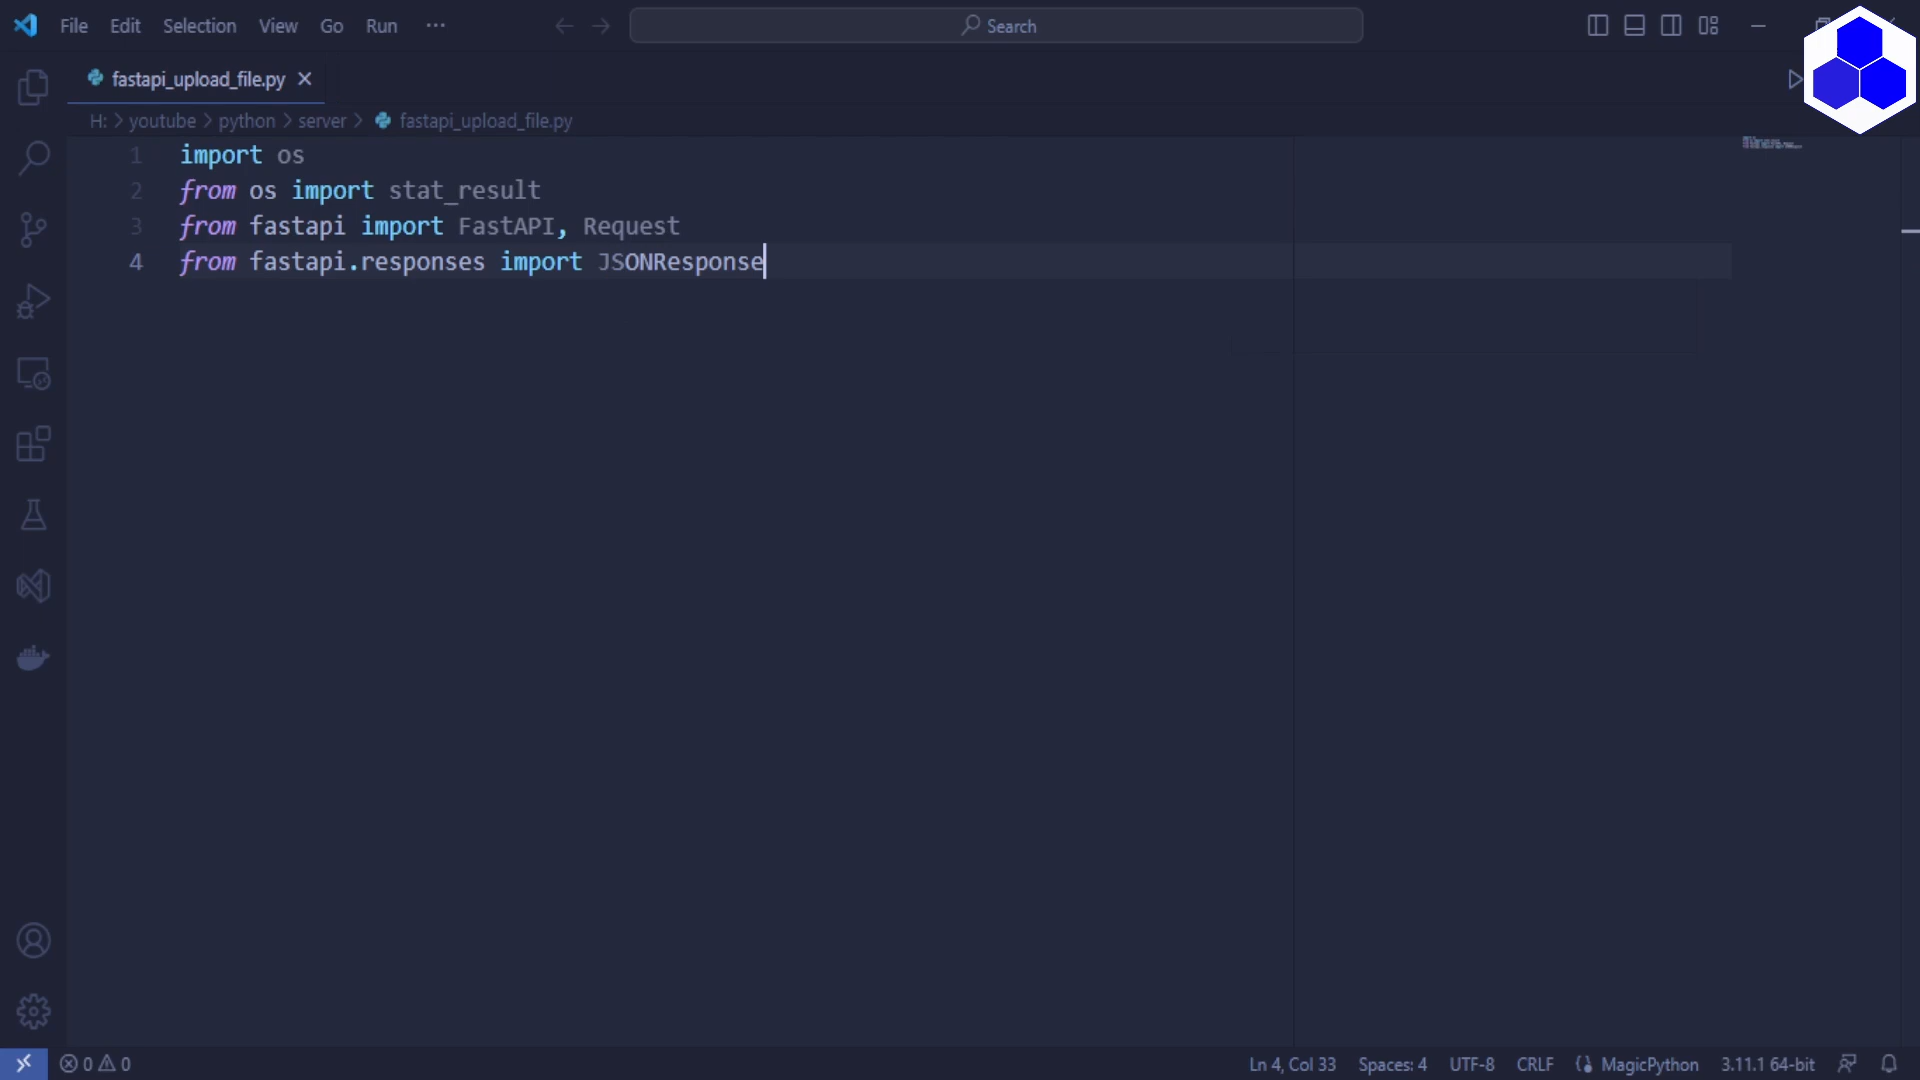 File Edit Selection View Go Run ··· Search
fastapi_upload_file.py
H: > youtube > python > server > fastapi_upload_file.py
1 import os
2 from os import stat_result
3 from fastapi import FastAPI, Request
4 from fastapi.responses import JSONResponse
0 0 Ln 4, Col 33 Spaces: 4 UTF-8 CRLF MagicPython 3.11.1 64-bit